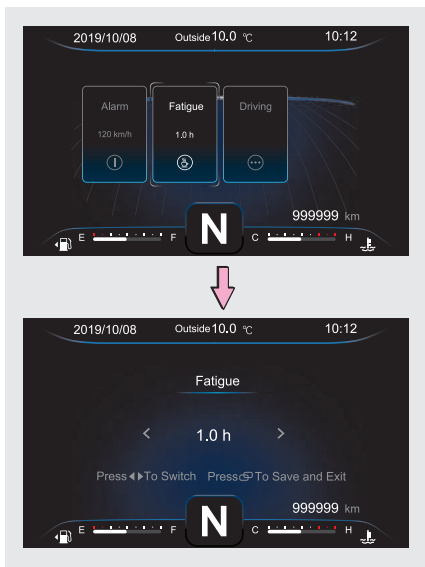 2019/10/08 Outside 10.0 ℃ 10:12
Alarm Fatigue Driving
120 km/h 1.0 h
999999 km
E F N C H
2019/10/08 Outside 10.0 ℃ 10:12
Fatigue
< 1.0 h >
Press ◀▶ To Switch Press To Save and Exit
999999 km
E F N C H